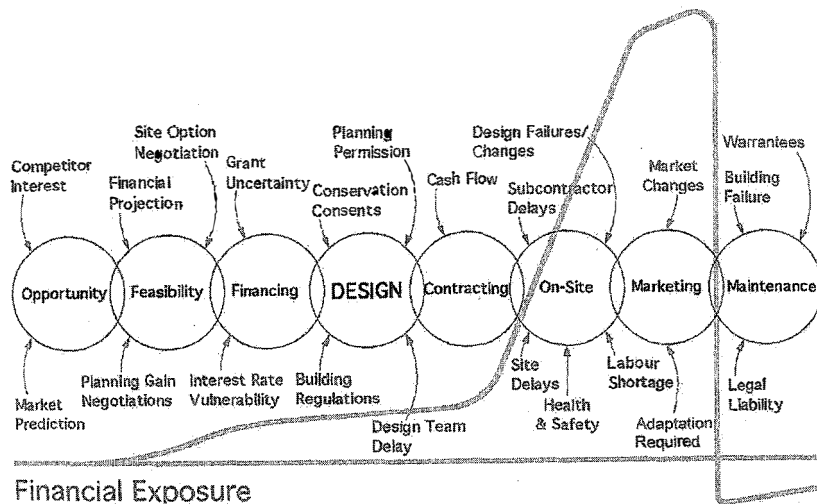 Site Option
Negotiation
Planning
Permission
Design Failures/
Changes
Warrantees
Competitor
Interest
Financial
Projection
Grant
Uncertainty
Conservation
Consents
Cash Flow
Subcontractor
Delays
Market
Changes
Building
Failure
Opportunity
Feasibility
Financing
DESIGN
Contracting
On-Site
Marketing
Maintenance
Market
Prediction
Planning Gain
Negotiations
Interest Rate
Vulnerability
Building
Regulations
Design Team
Delay
Site
Delays
Health
& Safety
Labour
Shortage
Adaptation
Required
Legal
Liability
Financial Exposure